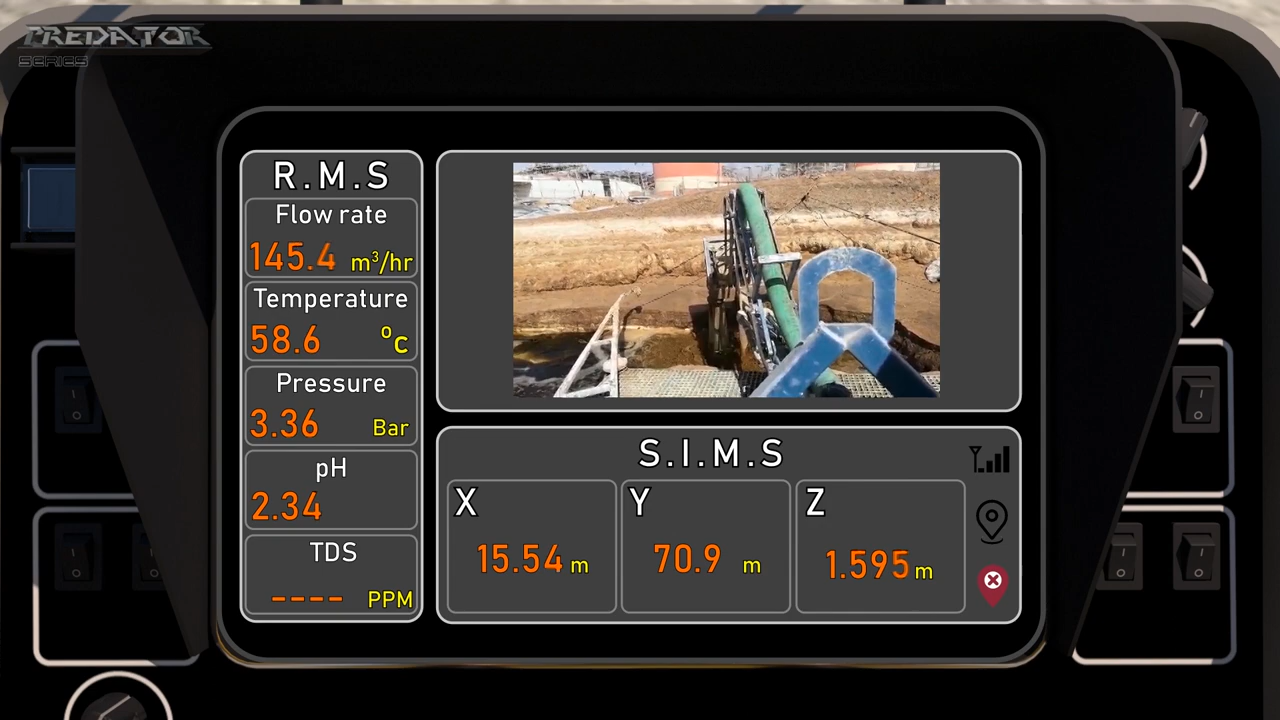 PREDATOR
SERIES
R.M.S
Flow rate
145.4 m³/hr
Temperature
58.6 ⁰c
Pressure
3.36 Bar
pH
2.34
TDS
---- PPM
S.I.M.S
X
15.54 m
Y
70.9 m
Z
1.595 m